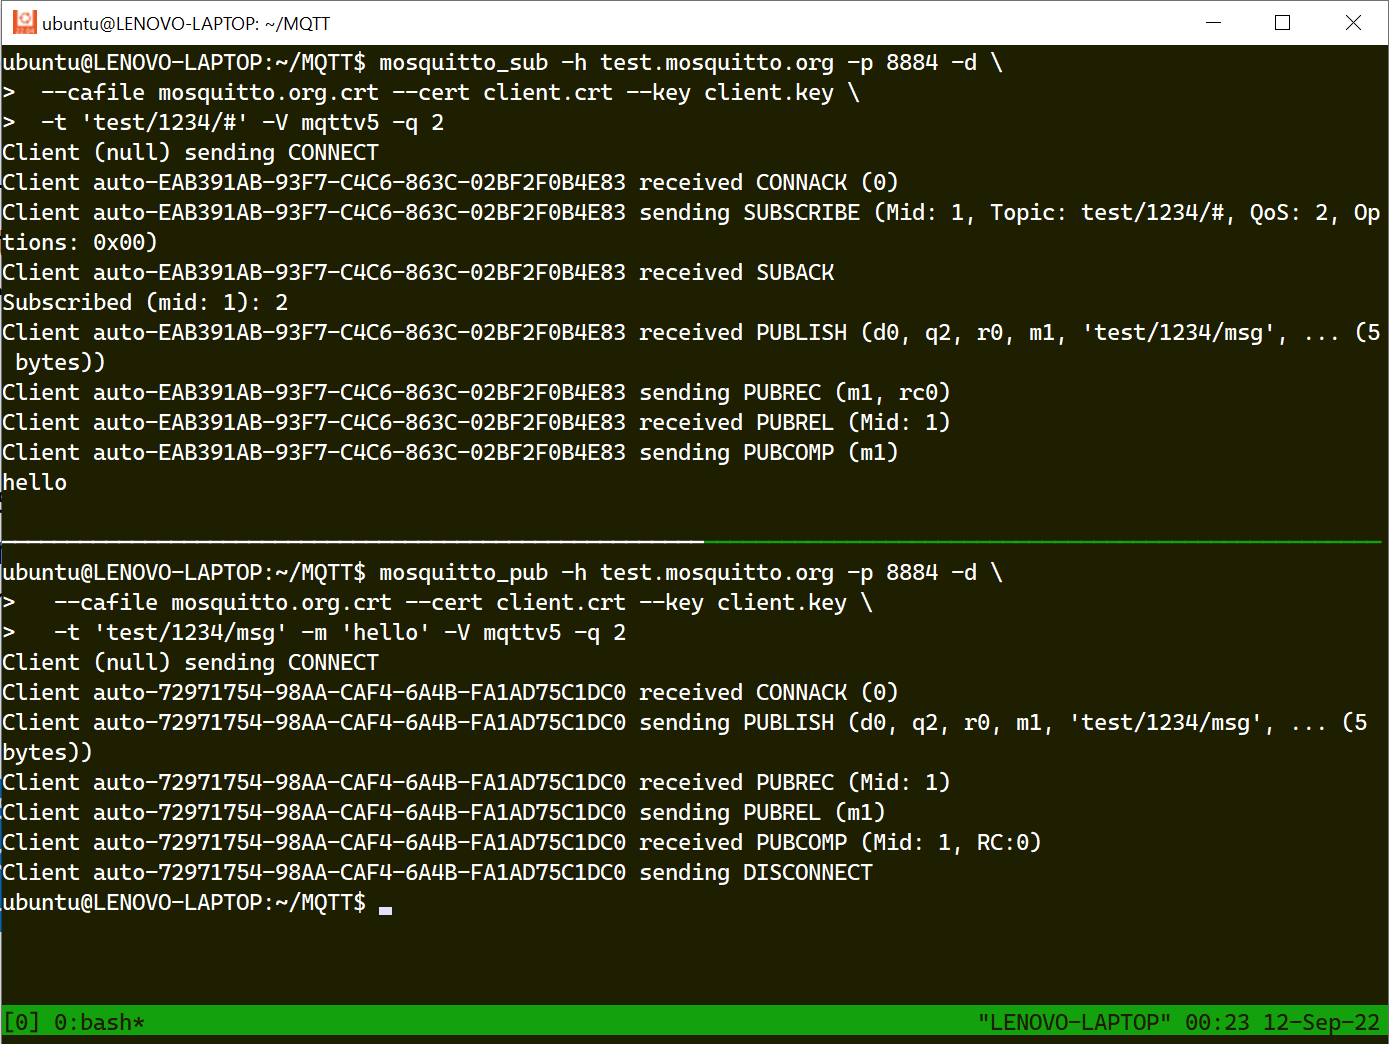 ubuntu@LENOVO-LAPTOP: ~/MQTT
ubuntu@LENOVO-LAPTOP:~/MQTT$ mosquitto_sub -h test.mosquitto.org -p 8884 -d \
>  --cafile mosquitto.org.crt --cert client.crt --key client.key \
>  -t 'test/1234/#' -V mqttv5 -q 2
Client (null) sending CONNECT
Client auto-EAB391AB-93F7-C4C6-863C-02BF2F0B4E83 received CONNACK (0)
Client auto-EAB391AB-93F7-C4C6-863C-02BF2F0B4E83 sending SUBSCRIBE (Mid: 1, Topic: test/1234/#, QoS: 2, Op
tions: 0x00)
Client auto-EAB391AB-93F7-C4C6-863C-02BF2F0B4E83 received SUBACK
Subscribed (mid: 1): 2
Client auto-EAB391AB-93F7-C4C6-863C-02BF2F0B4E83 received PUBLISH (d0, q2, r0, m1, 'test/1234/msg', ... (5
 bytes))
Client auto-EAB391AB-93F7-C4C6-863C-02BF2F0B4E83 sending PUBREC (m1, rc0)
Client auto-EAB391AB-93F7-C4C6-863C-02BF2F0B4E83 received PUBREL (Mid: 1)
Client auto-EAB391AB-93F7-C4C6-863C-02BF2F0B4E83 sending PUBCOMP (m1)
hello
ubuntu@LENOVO-LAPTOP:~/MQTT$ mosquitto_pub -h test.mosquitto.org -p 8884 -d \
>   --cafile mosquitto.org.crt --cert client.crt --key client.key \
>   -t 'test/1234/msg' -m 'hello' -V mqttv5 -q 2
Client (null) sending CONNECT
Client auto-72971754-98AA-CAF4-6A4B-FA1AD75C1DC0 received CONNACK (0)
Client auto-72971754-98AA-CAF4-6A4B-FA1AD75C1DC0 sending PUBLISH (d0, q2, r0, m1, 'test/1234/msg', ... (5
bytes))
Client auto-72971754-98AA-CAF4-6A4B-FA1AD75C1DC0 received PUBREC (Mid: 1)
Client auto-72971754-98AA-CAF4-6A4B-FA1AD75C1DC0 sending PUBREL (m1)
Client auto-72971754-98AA-CAF4-6A4B-FA1AD75C1DC0 received PUBCOMP (Mid: 1, RC:0)
Client auto-72971754-98AA-CAF4-6A4B-FA1AD75C1DC0 sending DISCONNECT
ubuntu@LENOVO-LAPTOP:~/MQTT$
[0] 0:bash* "LENOVO-LAPTOP" 00:23 12-Sep-22